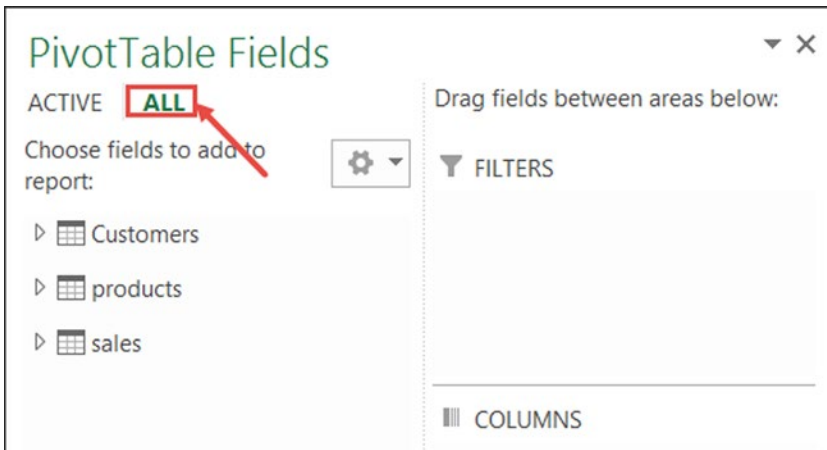 PivotTable Fields
ACTIVE ALL
Choose fields to add to
report:
Customers
products
sales
Drag fields between areas below:
FILTERS
COLUMNS